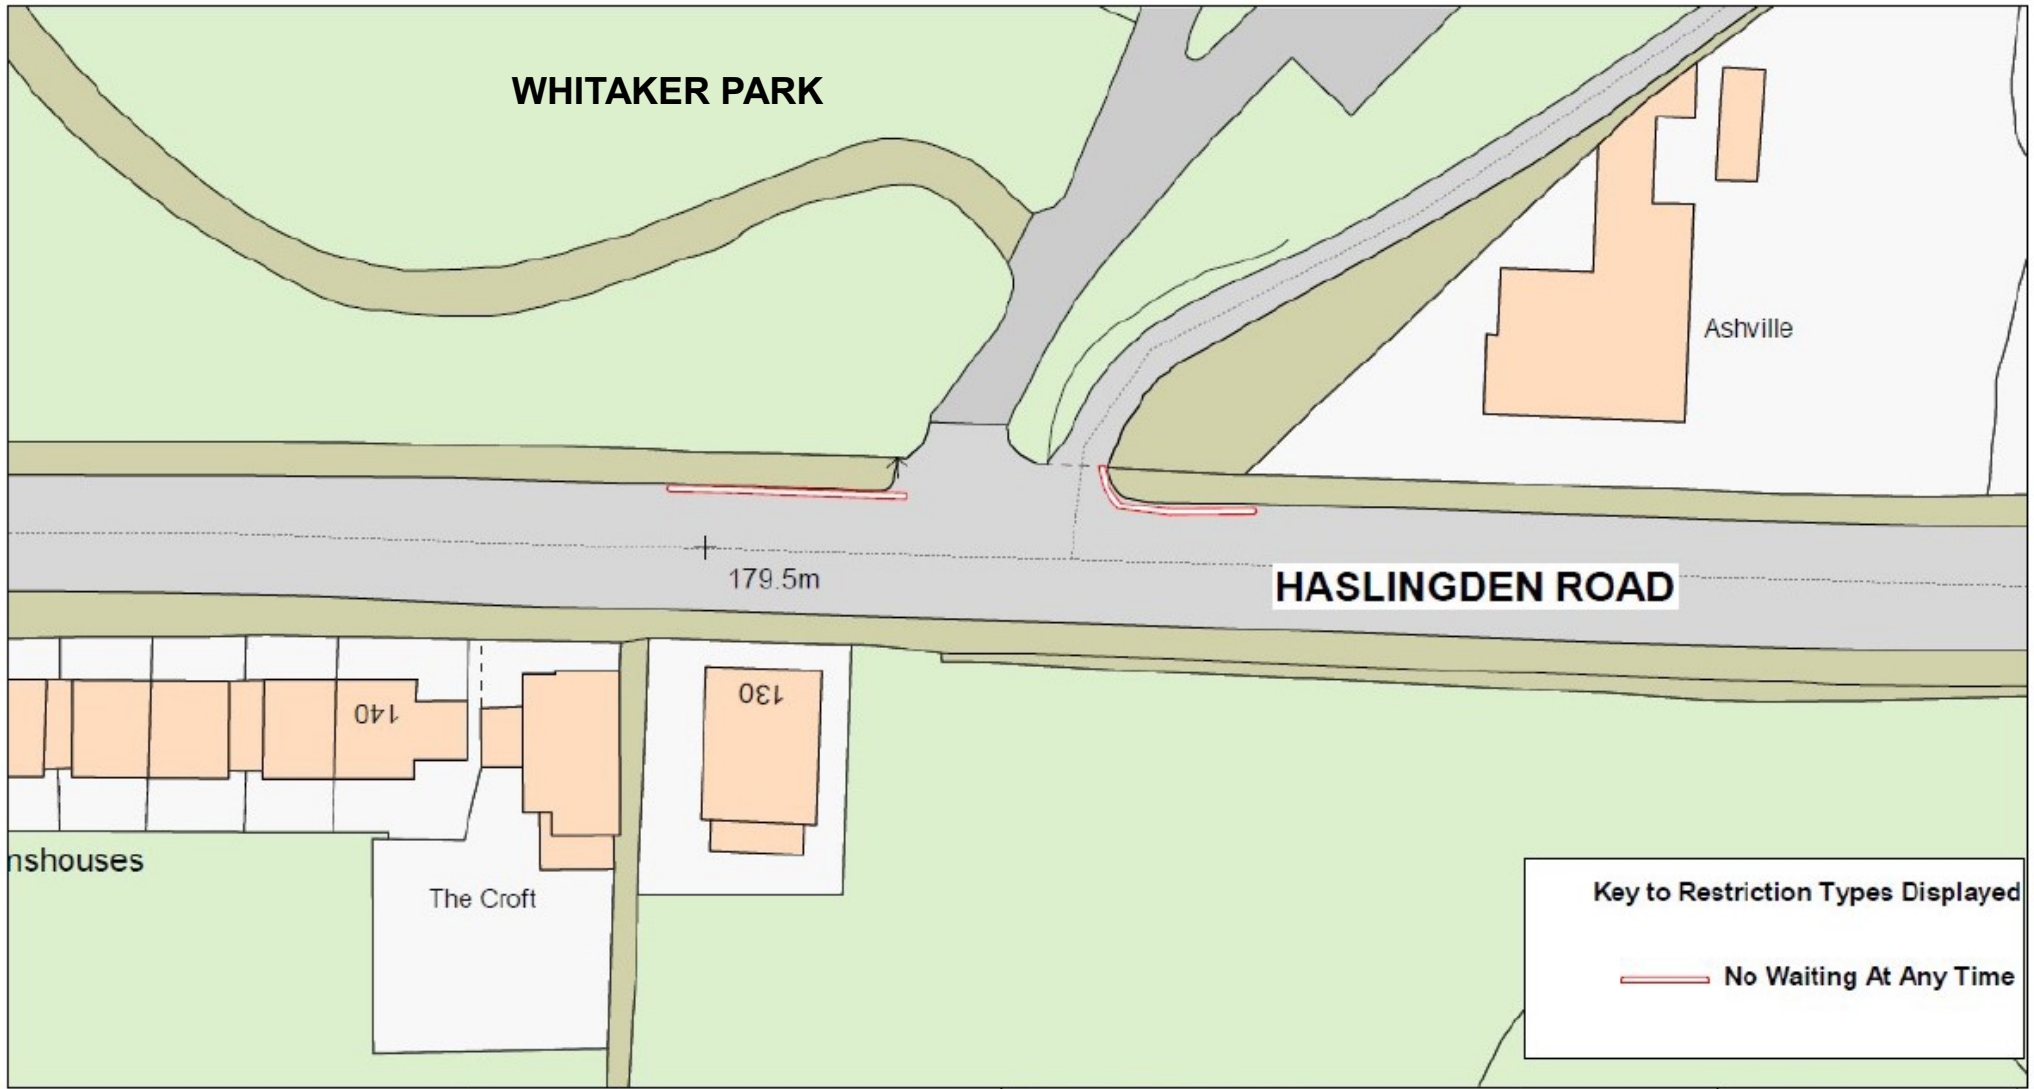 WHITAKER PARK
Ashville
179.5m
HASLINGDEN ROAD
140
130
mshouses
The Croft
Key to Restriction Types Displayed
No Waiting At Any Time